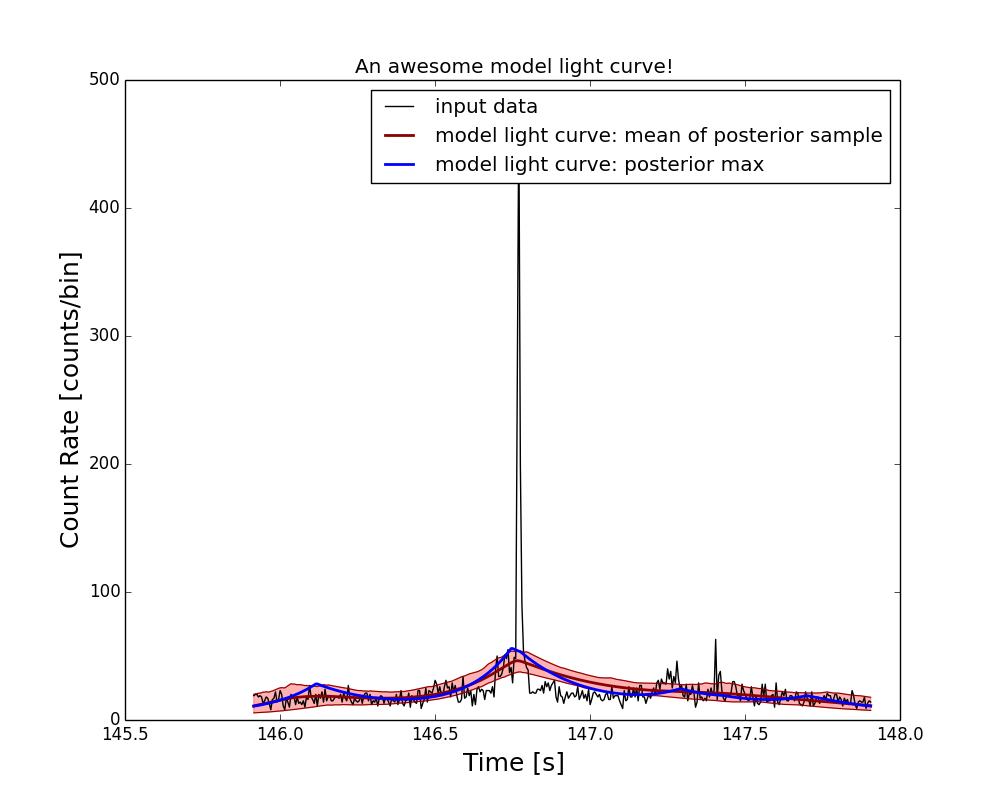 An awesome model light curve!
500
400
300
200
100
0
input data
model light curve: mean of posterior sample
model light curve: posterior max
Count Rate [counts/bin]
145.5 146.0 146.5 147.0 147.5 148.0
Time [s]